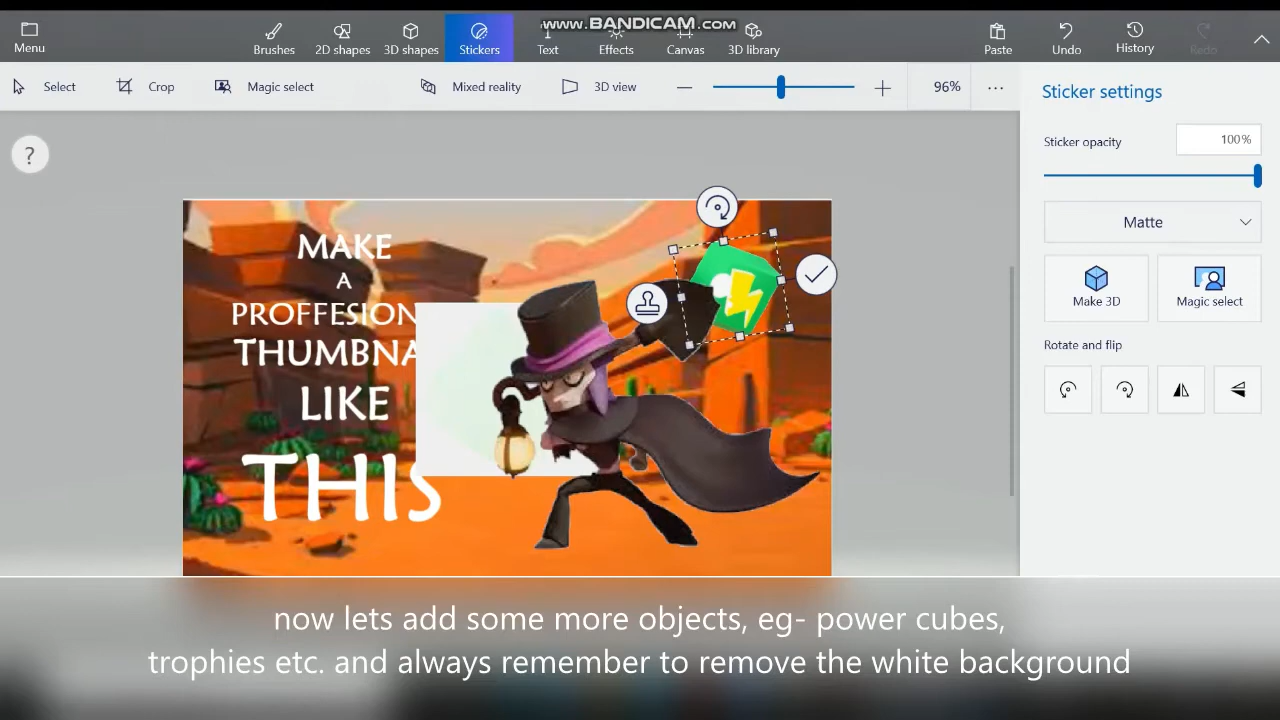 www.BANDICAM.com
Menu
Brushes
2D shapes
3D shapes
Stickers
Text
Effects
Canvas
3D library
Paste
Undo
History
Redo
Select
Crop
Magic select
Mixed reality
3D view
96%
Sticker settings
?
Sticker opacity
100%
Matte
Make 3D
Magic select
Rotate and flip
MAKE
A
PROFFESION
THUMBNA
LIKE
THIS
now lets add some more objects, eg- power cubes,
trophies etc. and always remember to remove the white background